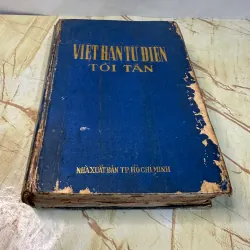 VIỆT HÁN TỪ ĐIỂN
TỐI TÂN
NHÀ XUẤT BẢN TP. HỒ CHÍ MINH